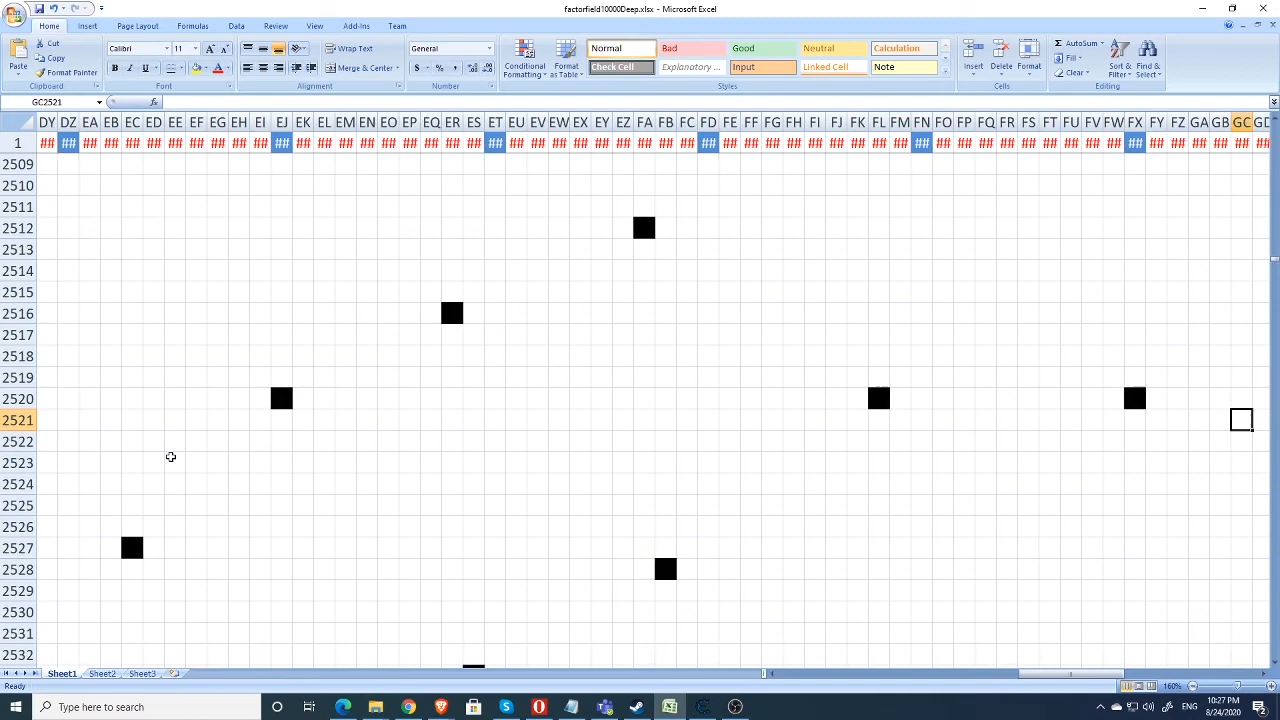 factorfield10000Deep.xlsx - Microsoft Excel
Home Insert Page Layout Formulas Data Review View Add-Ins Team
Paste Cut Copy Format Painter Clipboard
Calibri 11 Font
Wrap Text Merge & Center Alignment
General Number
Conditional Formatting Format as Table
Normal Bad Good Neutral Calculation
Check Cell Explanatory ... Input Linked Cell Note
Styles
Insert Delete Format Cells
AutoSum Fill Clear Sort & Filter Find & Select Editing
GC2521 fx
DY DZ EA EB EC ED EE EF EG EH EI EJ EK EL EM EN EO EP EQ ER ES ET EU EV EW EX EY EZ FA FB FC FD FE FF FG FH FI FJ FK FL FM FN FO FP FQ FR FS FT FU FV FW FX FY FZ GA GB GC GD
1 ## ## ## ## ## ## ## ## ## ## ## ## ## ## ## ## ## ## ## ## ## ## ## ## ## ## ## ## ## ## ## ## ## ## ## ## ## ## ## ## ## ## ## ## ## ## ## ## ## ## ## ## ## ## ## ## ## ##
2509
2510
2511
2512
2513
2514
2515
2516
2517
2518
2519
2520
2521
2522
2523
2524
2525
2526
2527
2528
2529
2530
2531
2532
Sheet1 Sheet2 Sheet3
Ready 160%
Type here to search
ENG 10:27 PM
8/24/2020